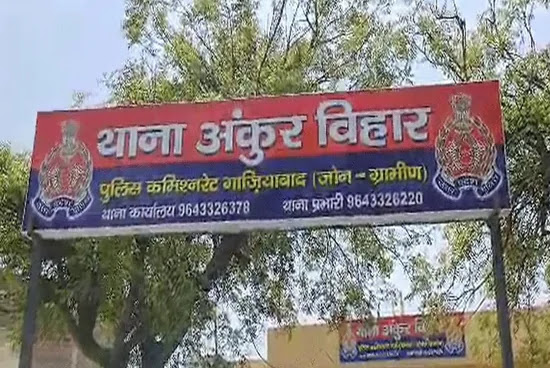 थाना अंकुर विहार
पुलिस कमिश्नरेट गाज़ियाबाद (जोन - ग्रामीण)
थाना कार्यालय 9643326378 थाना प्रभारी 9643326220
थाना अंकुर वि